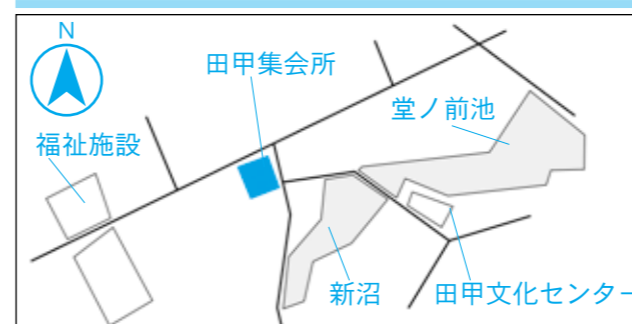 N
田甲集会所
堂ノ前池
福祉施設
新沼
田甲文化センター